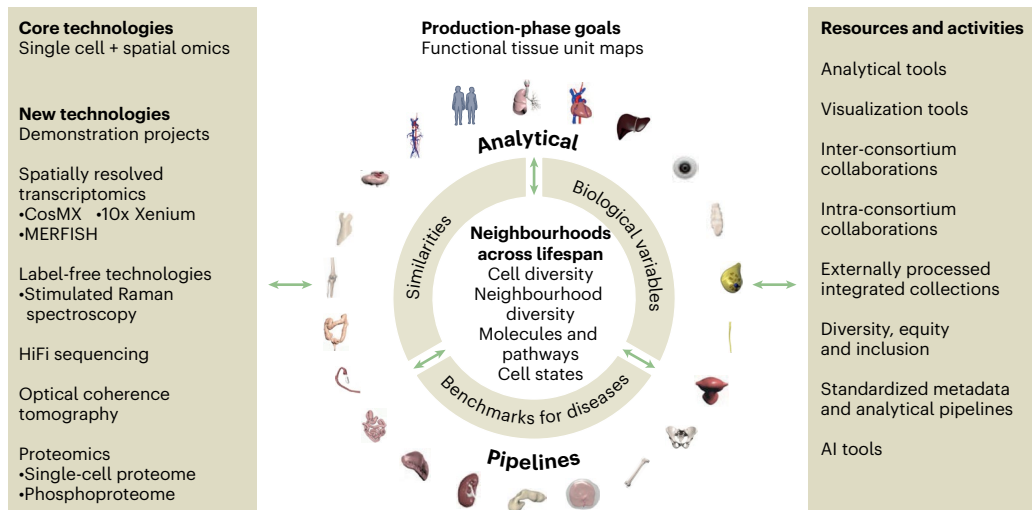 Core technologies
Single cell + spatial omics
New technologies
Demonstration projects
Spatially resolved
transcriptomics
•CosMX •10x Xenium
•MERFISH
Label-free technologies
•Stimulated Raman
spectroscopy
HiFi sequencing
Optical coherence
tomography
Proteomics
•Single-cell proteome
•Phosphoproteome
Production-phase goals
Functional tissue unit maps
Analytical
Similarities
Biological variables
Neighbourhoods
across lifespan
Cell diversity
Neighbourhood
diversity
Molecules and
pathways
Cell states
Benchmarks for diseases
Pipelines
Resources and activities
Analytical tools
Visualization tools
Inter-consortium
collaborations
Intra-consortium
collaborations
Externally processed
integrated collections
Diversity, equity
and inclusion
Standardized metadata
and analytical pipelines
AI tools